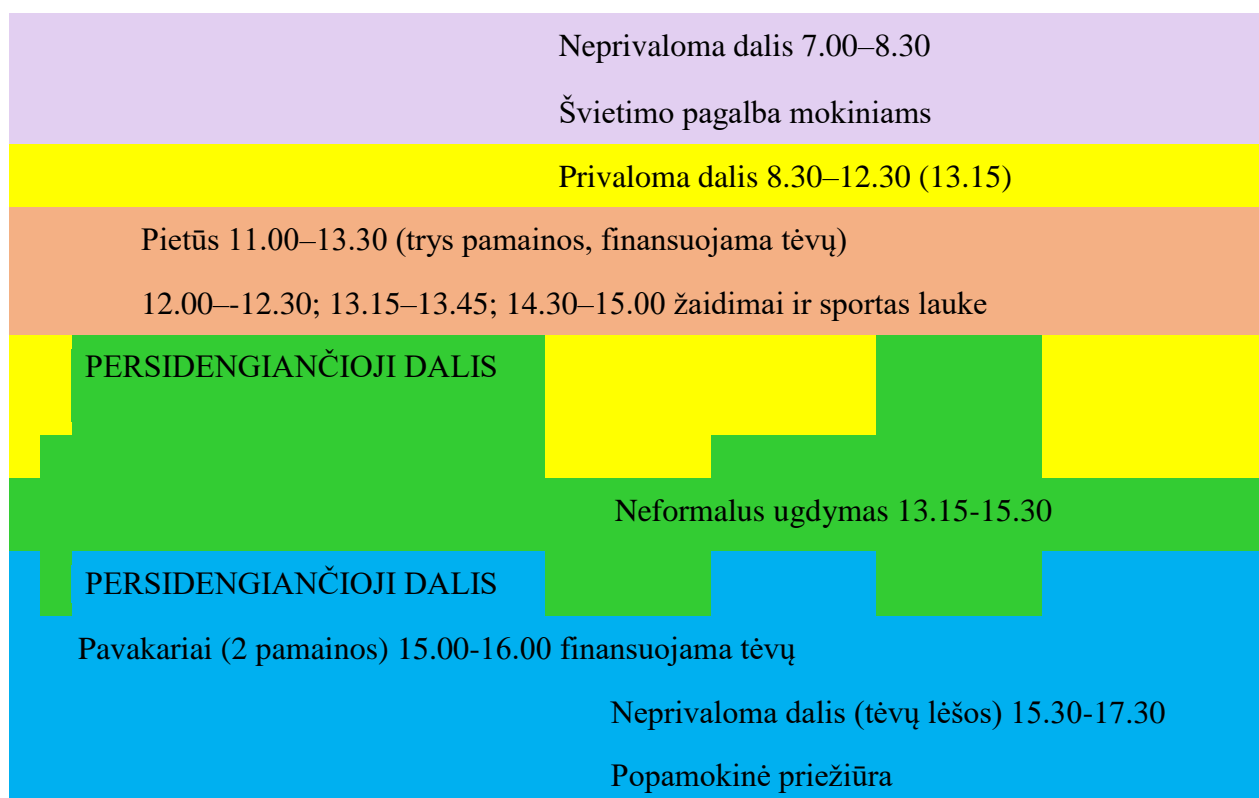 Neprivaloma dalis 7.00–8.30
Švietimo pagalba mokiniams
Privaloma dalis 8.30–12.30 (13.15)
Pietūs 11.00–13.30 (trys pamainos, finansuojama tėvų)
12.00–-12.30; 13.15–13.45; 14.30–15.00 žaidimai ir sportas lauke
PERSIDENGIANČIOJI DALIS
Neformalus ugdymas 13.15-15.30
PERSIDENGIANČIOJI DALIS
Pavakariai (2 pamainos) 15.00-16.00 finansuojama tėvų
Neprivaloma dalis (tėvų lėšos) 15.30-17.30
Popamokinė priežiūra